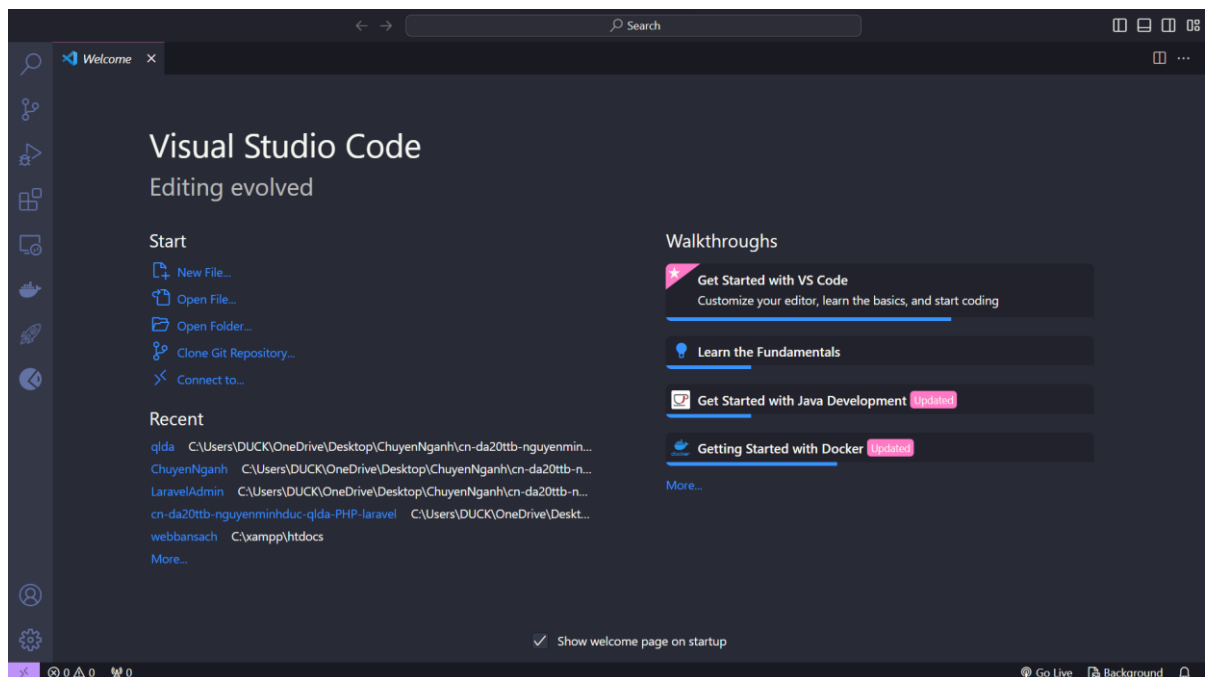 Search
Welcome
Visual Studio Code
Editing evolved
Start
New File...
Open File...
Open Folder...
Clone Git Repository...
Connect to...
Recent
qlda C:\Users\DUCK\OneDrive\Desktop\ChuyenNganh\cn-da20ttb-nguyenmin...
ChuyenNganh C:\Users\DUCK\OneDrive\Desktop\ChuyenNganh\cn-da20ttb-n...
LaravelAdmin C:\Users\DUCK\OneDrive\Desktop\ChuyenNganh\cn-da20ttb-n...
cn-da20ttb-nguyenminhduc-qlda-PHP-laravel C:\Users\DUCK\OneDrive\Deskt...
webbansach C:\xampp\htdocs
More...
Walkthroughs
Get Started with VS Code
Customize your editor, learn the basics, and start coding
Learn the Fundamentals
Get Started with Java Development Updated
docker
Getting Started with Docker Updated
More...
Show welcome page on startup
0 0 0
Go Live Background